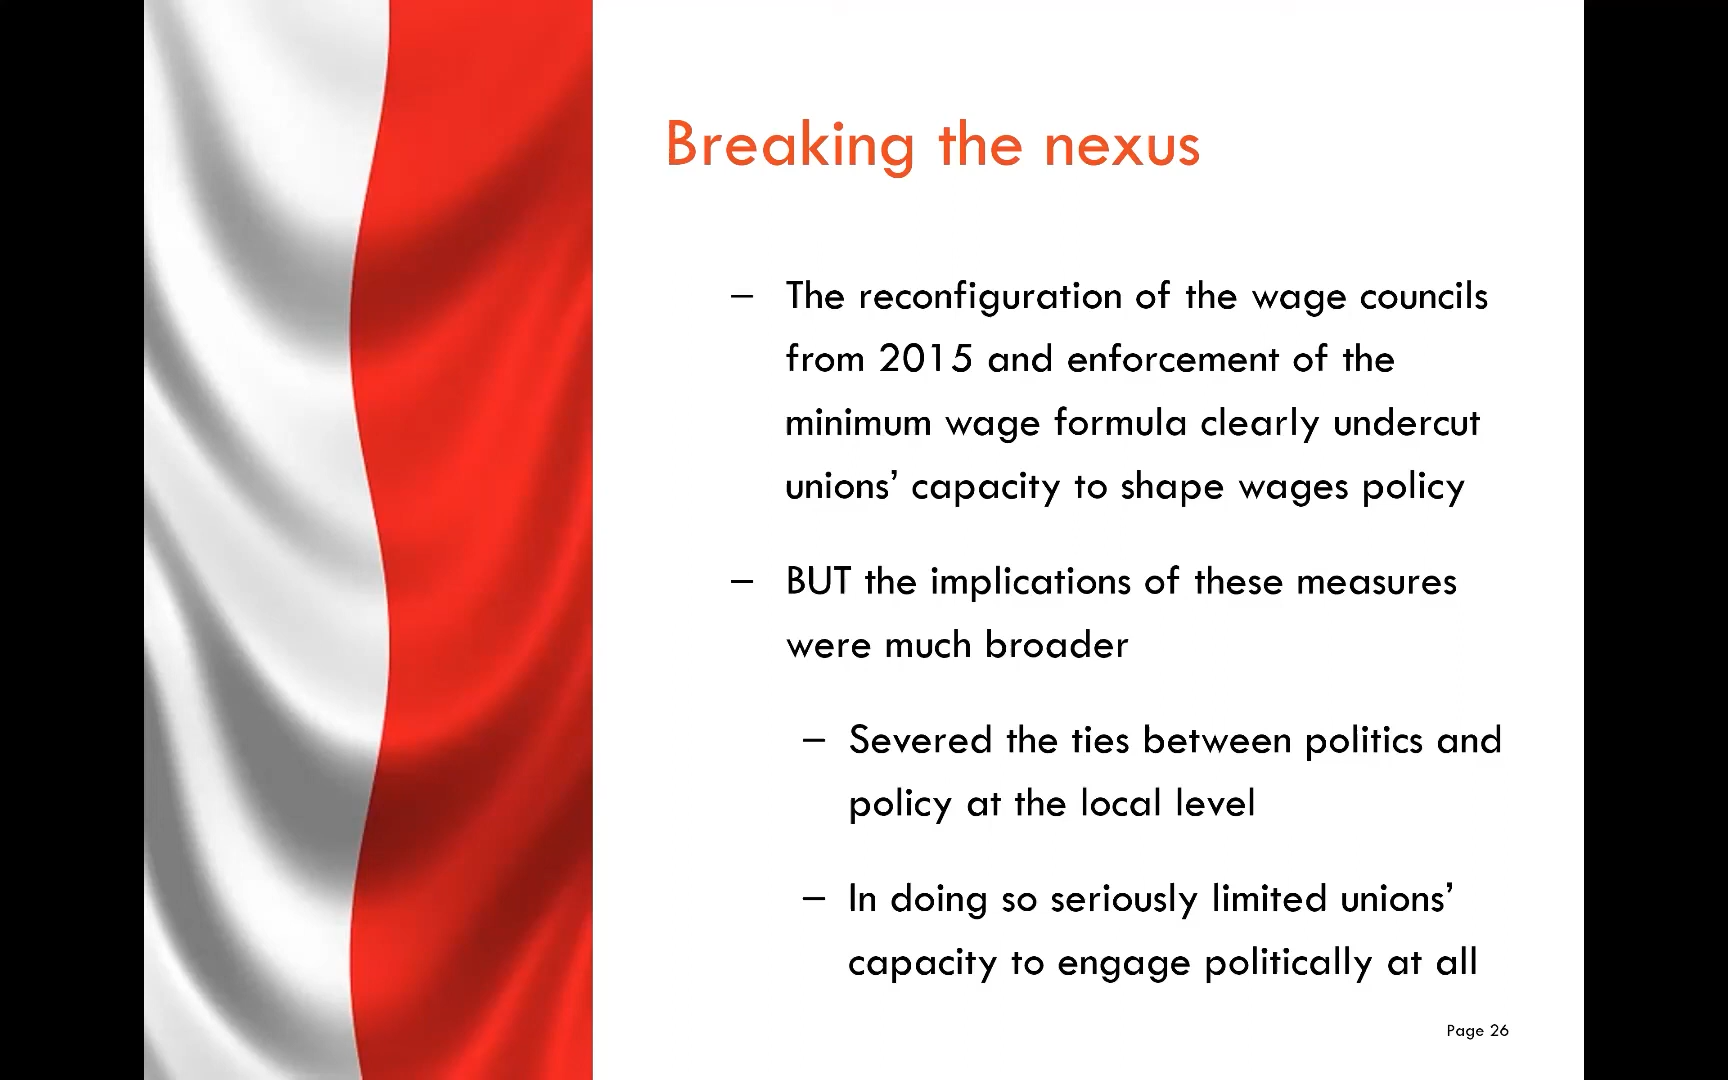 Breaking the nexus
– The reconfiguration of the wage councils
from 2015 and enforcement of the
minimum wage formula clearly undercut
unions’ capacity to shape wages policy
– BUT the implications of these measures
were much broader
– Severed the ties between politics and
policy at the local level
– In doing so seriously limited unions’
capacity to engage politically at all
Page 26